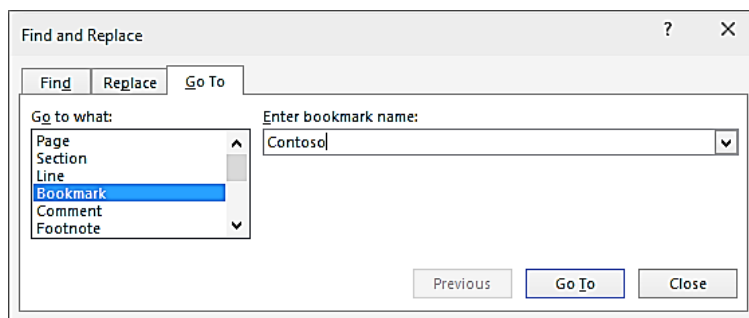 Find and Replace
Find Replace Go To
Go to what:
Page
Section
Line
Bookmark
Comment
Footnote
Enter bookmark name:
Contoso
Previous Go To Close